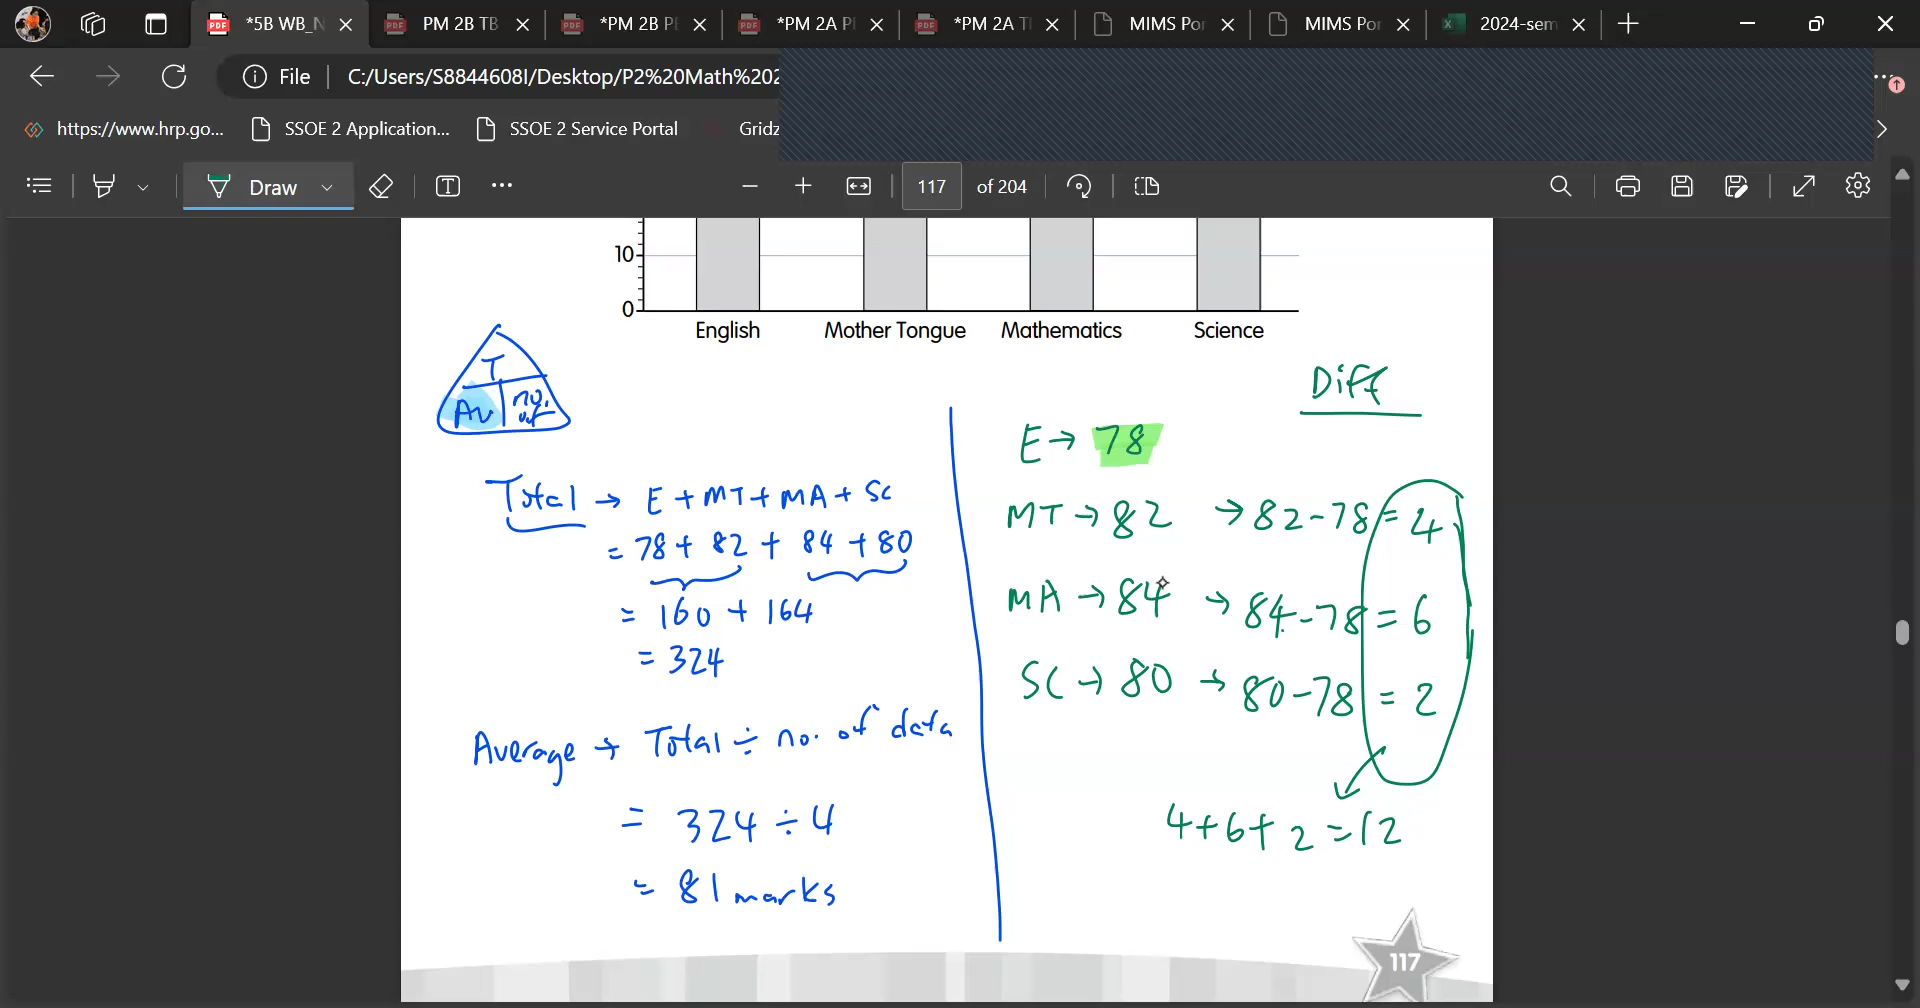 *5B WB_N
PM 2B TB
*PM 2B P
*PM 2A P
*PM 2A T
MIMS Por
MIMS Por
2024-sem
File
C:/Users/S8844608I/Desktop/P2%20Math%202
https://www.hrp.go...
SSOE 2 Application...
SSOE 2 Service Portal
Gridz
Draw
117
of 204
10
0
English
Mother Tongue
Mathematics
Science
T
Av
no. of
Total → E + MT + MA + SC
= 78 + 82 + 84 + 80
= 160 + 164
= 324
Average → Total ÷ no. of data
= 324 ÷ 4
= 81 marks
Diff
E → 78
MT → 82 → 82-78 = 4
MA → 84 → 84-78 = 6
SC → 80 → 80-78 = 2
4+6+2=12
117